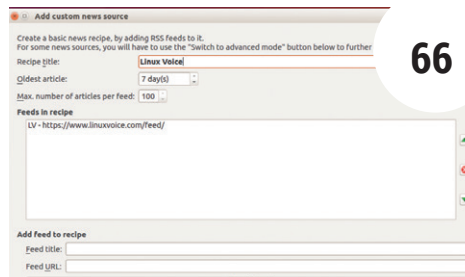 Add custom news source
Create a basic news recipe, by adding RSS feeds to it.
For some news sources, you will have to use the "Switch to advanced mode" button below to further
66
Recipe title: Linux Voice
Oldest article: 7 day(s)
Max. number of articles per feed: 100
Feeds in recipe
LV - https://www.linuxvoice.com/feed/
Add feed to recipe
Feed title:
Feed URL: